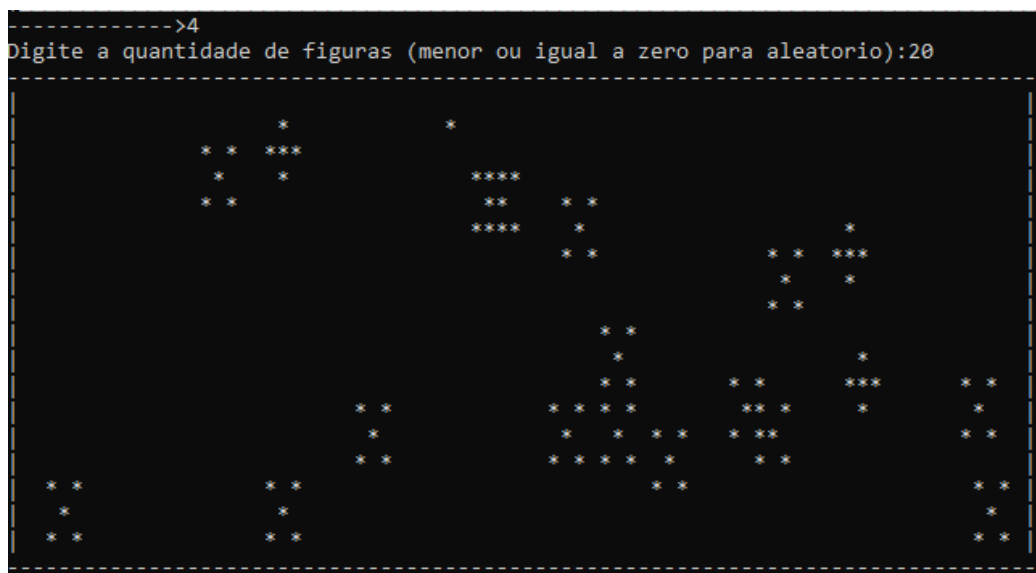 ------------->4
Digite a quantidade de figuras (menor ou igual a zero para aleatorio):20